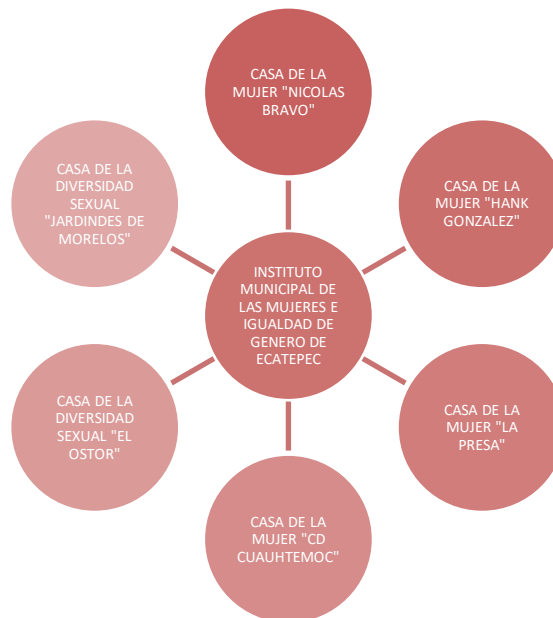 CASA DE LA
MUJER "NICOLAS
BRAVO"
CASA DE LA
MUJER "HANK
GONZALEZ"
CASA DE LA
MUJER "LA
PRESA"
CASA DE LA
MUJER "CD
CUAUHTEMOC"
CASA DE LA
DIVERSIDAD
SEXUAL "EL
OSTOR"
CASA DE LA
DIVERSIDAD
SEXUAL
"JARDINDES DE
MORELOS"
INSTITUTO
MUNICIPAL DE
LAS MUJERES E
IGUALDAD DE
GENERO DE
ECATEPEC